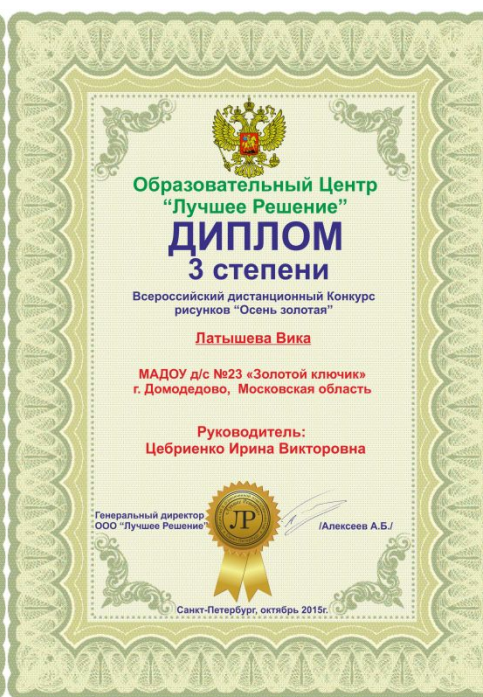 Образовательный Центр
“Лучшее Решение”
ДИПЛОМ
3 степени
Всероссийский дистанционный Конкурс
рисунков “Осень золотая”
Латышева Вика
МАДОУ д/с №23 «Золотой ключик»
г. Домодедово, Московская область
Руководитель:
Цебриенко Ирина Викторовна
Генеральный директор
ООО “Лучшее Решение”
ЛР
/Алексеев А.Б./
Санкт-Петербург, октябрь 2015г.